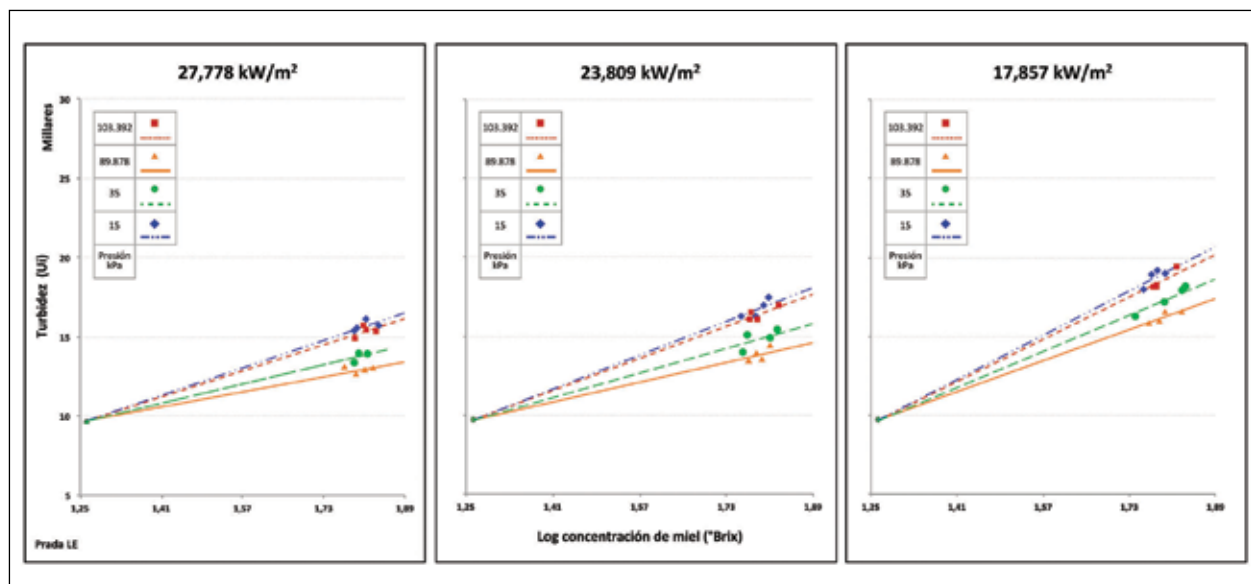 27,778 kW/m²
Millares
Turbidez (Ui)
30
25
20
15
10
5
103.392
89.878
35
15
Presión
kPa
1,25
1,41
1,57
1,73
1,89
Prada LE
23,809 kW/m²
103.392
89.878
35
15
Presión
kPa
1,25
1,41
1,57
1,73
1,89
Log concentración de miel (°Brix)
17,857 kW/m²
103.392
89.878
35
15
Presión
kPa
1,25
1,41
1,57
1,73
1,89